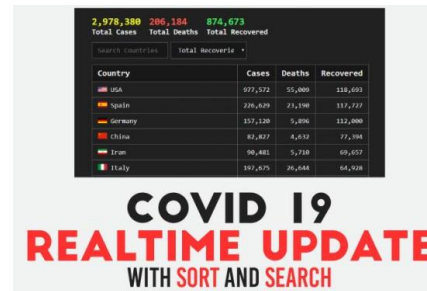 2,978,380 206,184 874,673
Total Cases Total Deaths Total Recovered
Search Countries Total Recoverie
Country Cases Deaths Recovered
USA 977,572 55,009 118,693
Spain 226,629 23,190 117,727
Germany 157,120 5,896 112,000
China 82,827 4,632 77,394
Iran 90,481 5,710 69,657
Italy 197,675 26,644 64,928
COVID 19
REALTIME UPDATE
WITH SORT AND SEARCH